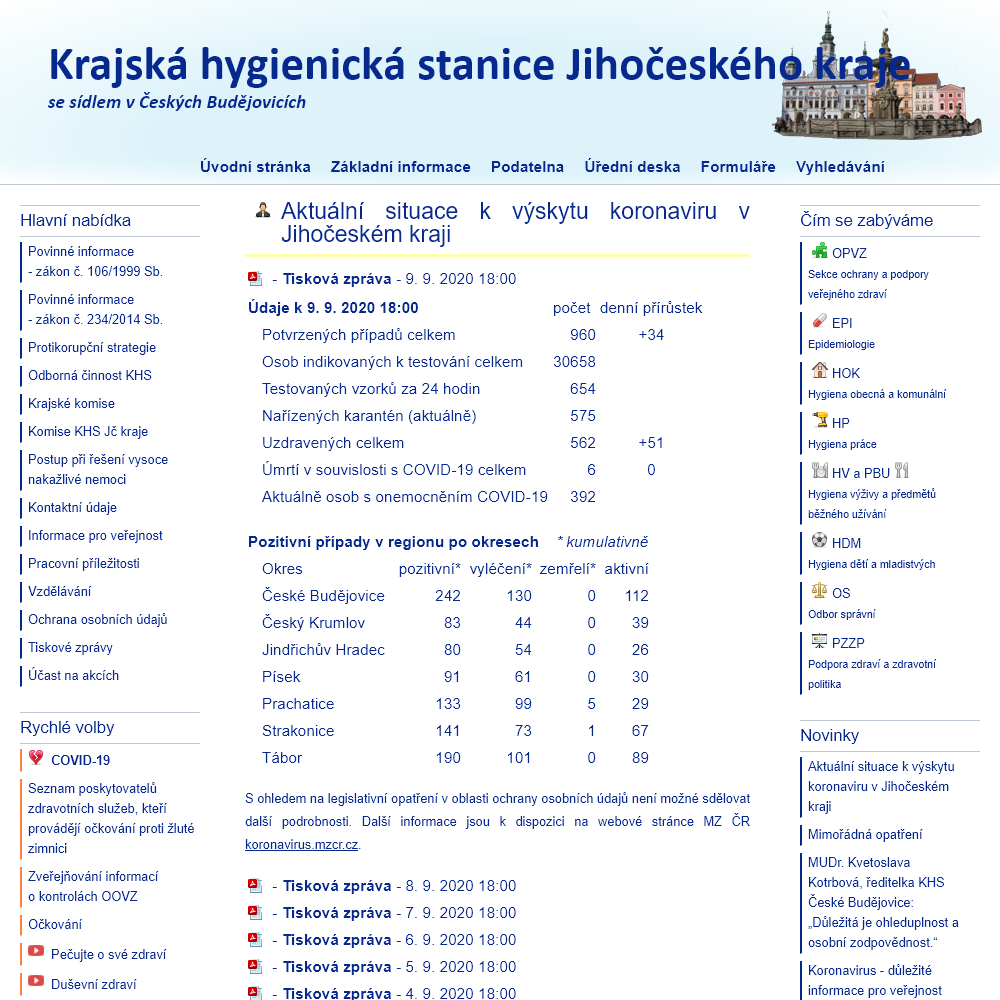 Krajská hygienická stanice Jihočeského kraje
se sídlem v Českých Budějovicích
Úvodní stránka Základní informace Podatelna Úřední deska Formuláře Vyhledávání
Hlavní nabídka
Povinné informace
- zákon č. 106/1999 Sb.
Povinné informace
- zákon č. 234/2014 Sb.
Protikorupční strategie
Odborná činnost KHS
Krajské komise
Komise KHS Jč kraje
Postup při řešení vysoce
nakažlivé nemoci
Kontaktní údaje
Informace pro veřejnost
Pracovní příležitosti
Vzdělávání
Ochrana osobních údajů
Tiskové zprávy
Účast na akcích
Rychlé volby
COVID-19
Seznam poskytovatelů
zdravotních služeb, kteří
provádějí očkování proti žluté
zimnici
Zveřejňování informací
o kontrolách OOVZ
Očkování
Pečujte o své zdraví
Duševní zdraví
Aktuální situace k výskytu koronaviru v
Jihočeském kraji
- Tisková zpráva - 9. 9. 2020 18:00
Údaje k 9. 9. 2020 18:00 počet denní přírůstek
Potvrzených případů celkem 960 +34
Osob indikovaných k testování celkem 30658
Testovaných vzorků za 24 hodin 654
Nařízených karantén (aktuálně) 575
Uzdravených celkem 562 +51
Úmrtí v souvislosti s COVID-19 celkem 6 0
Aktuálně osob s onemocněním COVID-19 392
Pozitivní případy v regionu po okresech * kumulativně
Okres pozitivní* vyléčení* zemřelí* aktivní
České Budějovice 242 130 0 112
Český Krumlov 83 44 0 39
Jindřichův Hradec 80 54 0 26
Písek 91 61 0 30
Prachatice 133 99 5 29
Strakonice 141 73 1 67
Tábor 190 101 0 89
S ohledem na legislativní opatření v oblasti ochrany osobních údajů není možné sdělovat
další podrobnosti. Další informace jsou k dispozici na webové stránce MZ ČR
koronavirus.mzcr.cz.
- Tisková zpráva - 8. 9. 2020 18:00
- Tisková zpráva - 7. 9. 2020 18:00
- Tisková zpráva - 6. 9. 2020 18:00
- Tisková zpráva - 5. 9. 2020 18:00
- Tisková zpráva - 4. 9. 2020 18:00
Čím se zabýváme
OPVZ
Sekce ochrany a podpory
veřejného zdraví
EPI
Epidemiologie
HOK
Hygiena obecná a komunální
HP
Hygiena práce
HV a PBU
Hygiena výživy a předmětů
běžného užívání
HDM
Hygiena dětí a mladistvých
OS
Odbor správní
PZZP
Podpora zdraví a zdravotní
politika
Novinky
Aktuální situace k výskytu
koronaviru v Jihočeském
kraji
Mimořádná opatření
MUDr. Kvetoslava
Kotrbová, ředitelka KHS
České Budějovice:
„Důležitá je ohleduplnost a
osobní zodpovědnost.“
Koronavirus - důležité
informace pro veřejnost